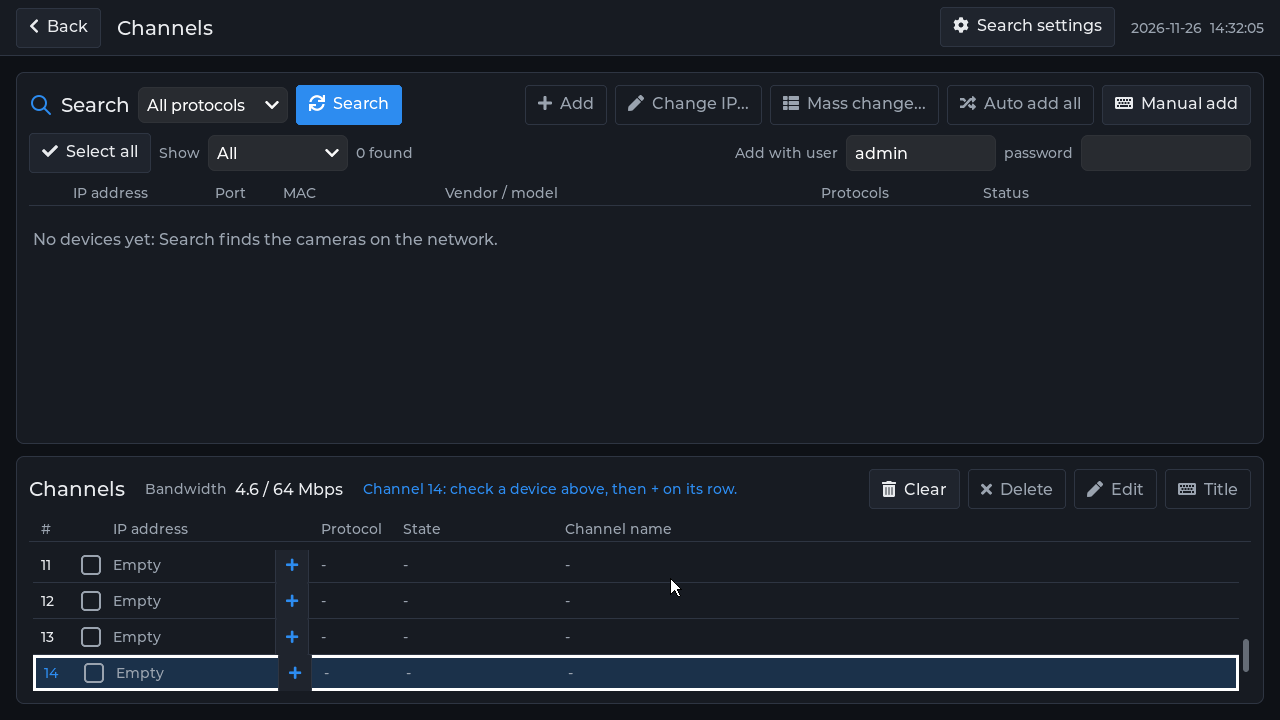 Back Channels Search settings 2026-11-26 14:32:05
Search All protocols Search Add Change IP... Mass change... Auto add all Manual add
Select all Show All 0 found Add with user admin password
IP address Port MAC Vendor / model Protocols Status
No devices yet: Search finds the cameras on the network.
Channels Bandwidth 4.6 / 64 Mbps Channel 14: check a device above, then + on its row. Clear Delete Edit Title
# IP address Protocol State Channel name
11 Empty + - - -
12 Empty + - - -
13 Empty + - - -
14 Empty + - - -